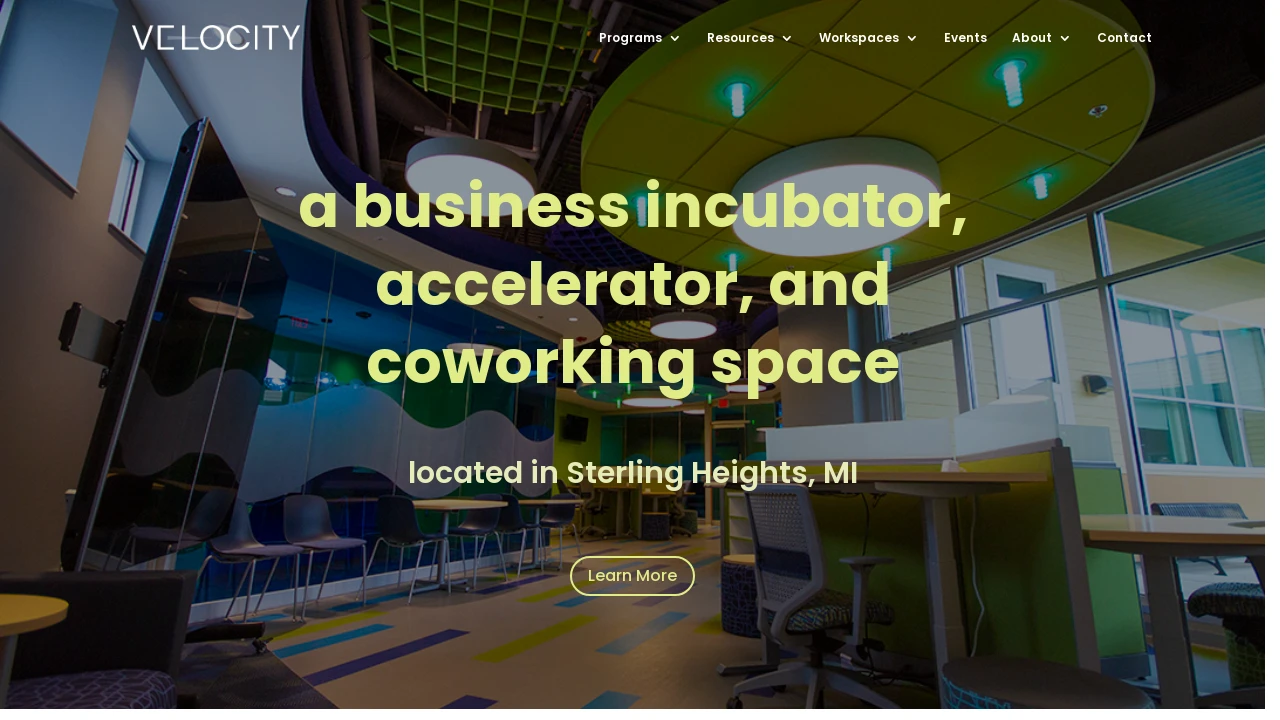 VELOCITY
Programs Resources Workspaces Events About Contact
a business incubator,
accelerator, and
coworking space
located in Sterling Heights, MI
Learn More